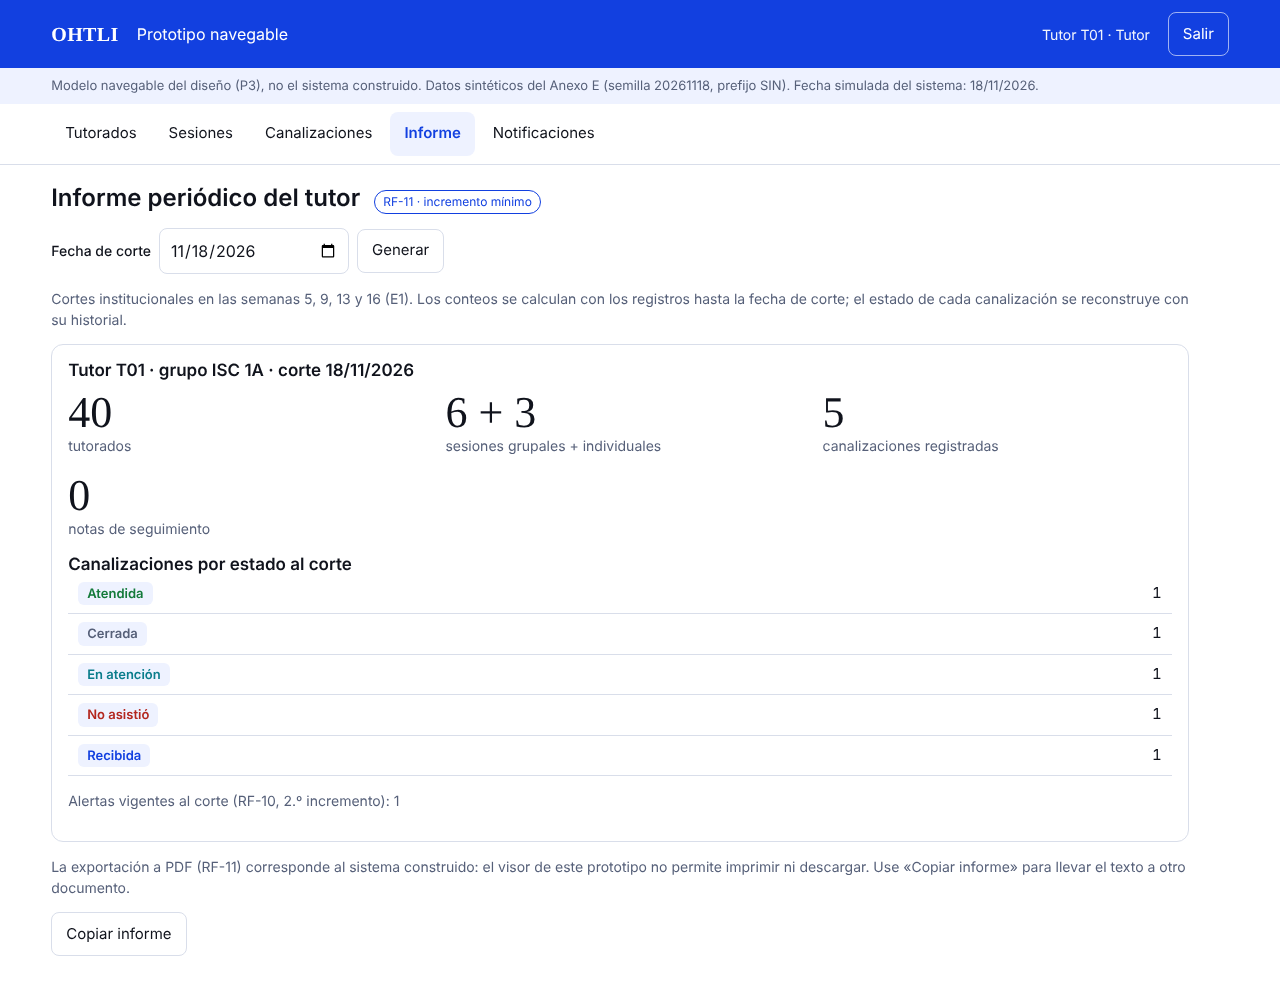 OHTLI Prototipo navegable
Tutor T01 · Tutor
Salir
Modelo navegable del diseño (P3), no el sistema construido. Datos sintéticos del Anexo E (semilla 20261118, prefijo SIN). Fecha simulada del sistema: 18/11/2026.
Tutorados Sesiones Canalizaciones Informe Notificaciones
Informe periódico del tutor RF-11 · incremento mínimo
Fecha de corte 11/18/2026 Generar
Cortes institucionales en las semanas 5, 9, 13 y 16 (E1). Los conteos se calculan con los registros hasta la fecha de corte; el estado de cada canalización se reconstruye con
su historial.
Tutor T01 · grupo ISC 1A · corte 18/11/2026
40
tutorados
6 + 3
sesiones grupales + individuales
5
canalizaciones registradas
0
notas de seguimiento
Canalizaciones por estado al corte
Atendida 1
Cerrada 1
En atención 1
No asistió 1
Recibida 1
Alertas vigentes al corte (RF-10, 2.º incremento): 1
La exportación a PDF (RF-11) corresponde al sistema construido: el visor de este prototipo no permite imprimir ni descargar. Use «Copiar informe» para llevar el texto a otro
documento.
Copiar informe